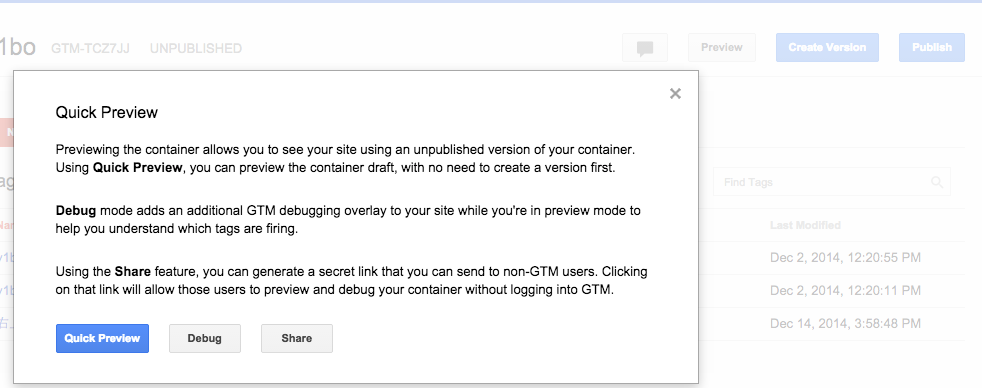 1bo GTM-TCZ7JJ UNPUBLISHED Preview Create Version Publish
Quick Preview
Previewing the container allows you to see your site using an unpublished version of your container.
Using Quick Preview, you can preview the container draft, with no need to create a version first.
Find Tags
Debug mode adds an additional GTM debugging overlay to your site while you're in preview mode to
help you understand which tags are firing.
Last Modified
Dec 2, 2014, 12:20:55 PM
Using the Share feature, you can generate a secret link that you can send to non-GTM users. Clicking
on that link will allow those users to preview and debug your container without logging into GTM.
Dec 2, 2014, 12:20:11 PM
右
Dec 14, 2014, 3:58:48 PM
Quick Preview Debug Share